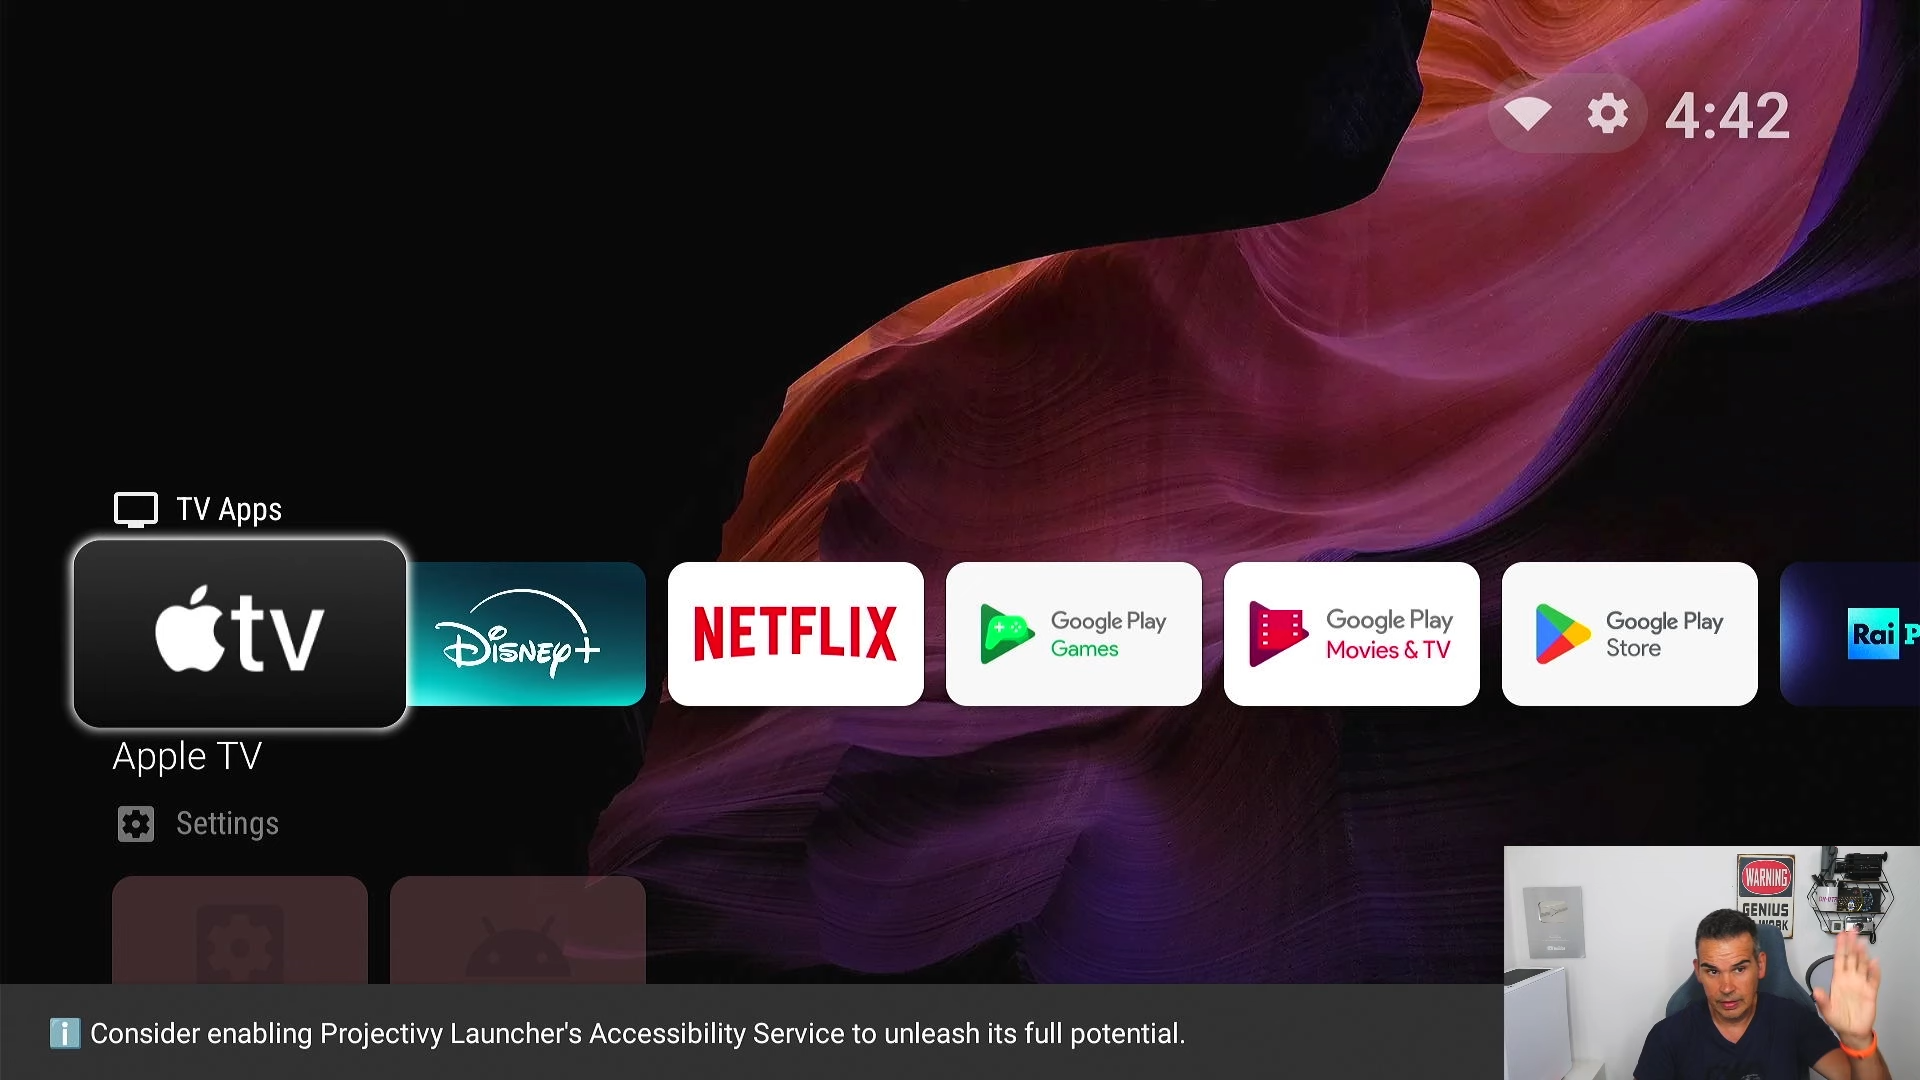 4:42
TV Apps
tv
Disney+
NETFLIX
Google Play
Games
Google Play
Movies & TV
Google Play
Store
Rai P
Apple TV
Settings
WARNING
GENIUS
WORK
Consider enabling Projectivy Launcher's Accessibility Service to unleash its full potential.